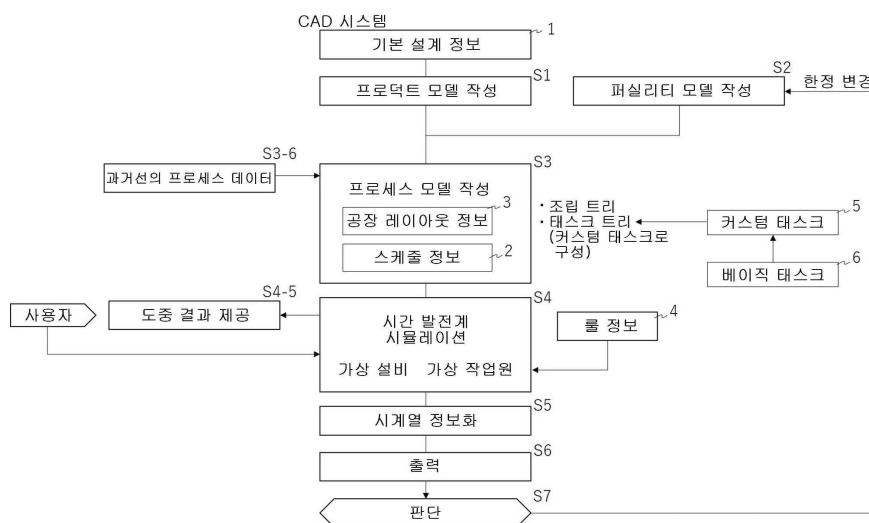 CAD 시스템
기본 설계 정보
1
S1
프로덕트 모델 작성
S2
퍼실리티 모델 작성
한정 변경
S3-6
과거선의 프로세스 데이터
S3
프로세스 모델 작성
3
공장 레이아웃 정보
2
스케줄 정보
・조립 트리
・태스크 트리
(커스텀 태스크로
구성)
5
커스텀 태스크
6
베이직 태스크
사용자
S4-5
도중 결과 제공
S4
시간 발전계
시뮬레이션
가상 설비 가상 작업원
4
룰 정보
S5
시계열 정보화
S6
출력
S7
판단